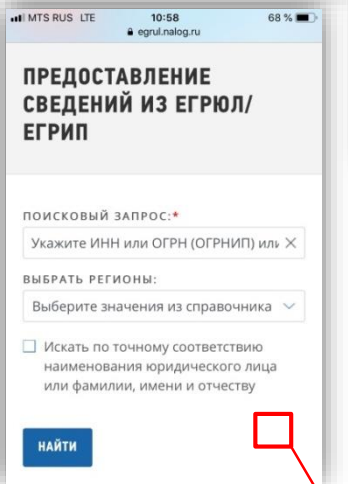 MTS RUS LTE 10:58 68 %
egrul.nalog.ru
ПРЕДОСТАВЛЕНИЕ
СВЕДЕНИЙ ИЗ ЕГРЮЛ/
ЕГРИП
ПОИСКОВЫЙ ЗАПРОС:*
Укажите ИНН или ОГРН (ОГРНИП) или
ВЫБРАТЬ РЕГИОНЫ:
Выберите значения из справочника
Искать по точному соответствию
наименования юридического лица
или фамилии, имени и отчеству
НАЙТИ